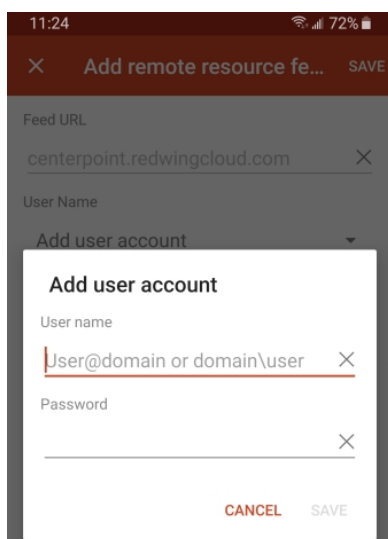 11:24 72%
Add remote resource fe... SAVE
Feed URL
centerpoint.redwingcloud.com
User Name
Add user account
Add user account
User name
User@domain or domain\user
Password
CANCEL SAVE